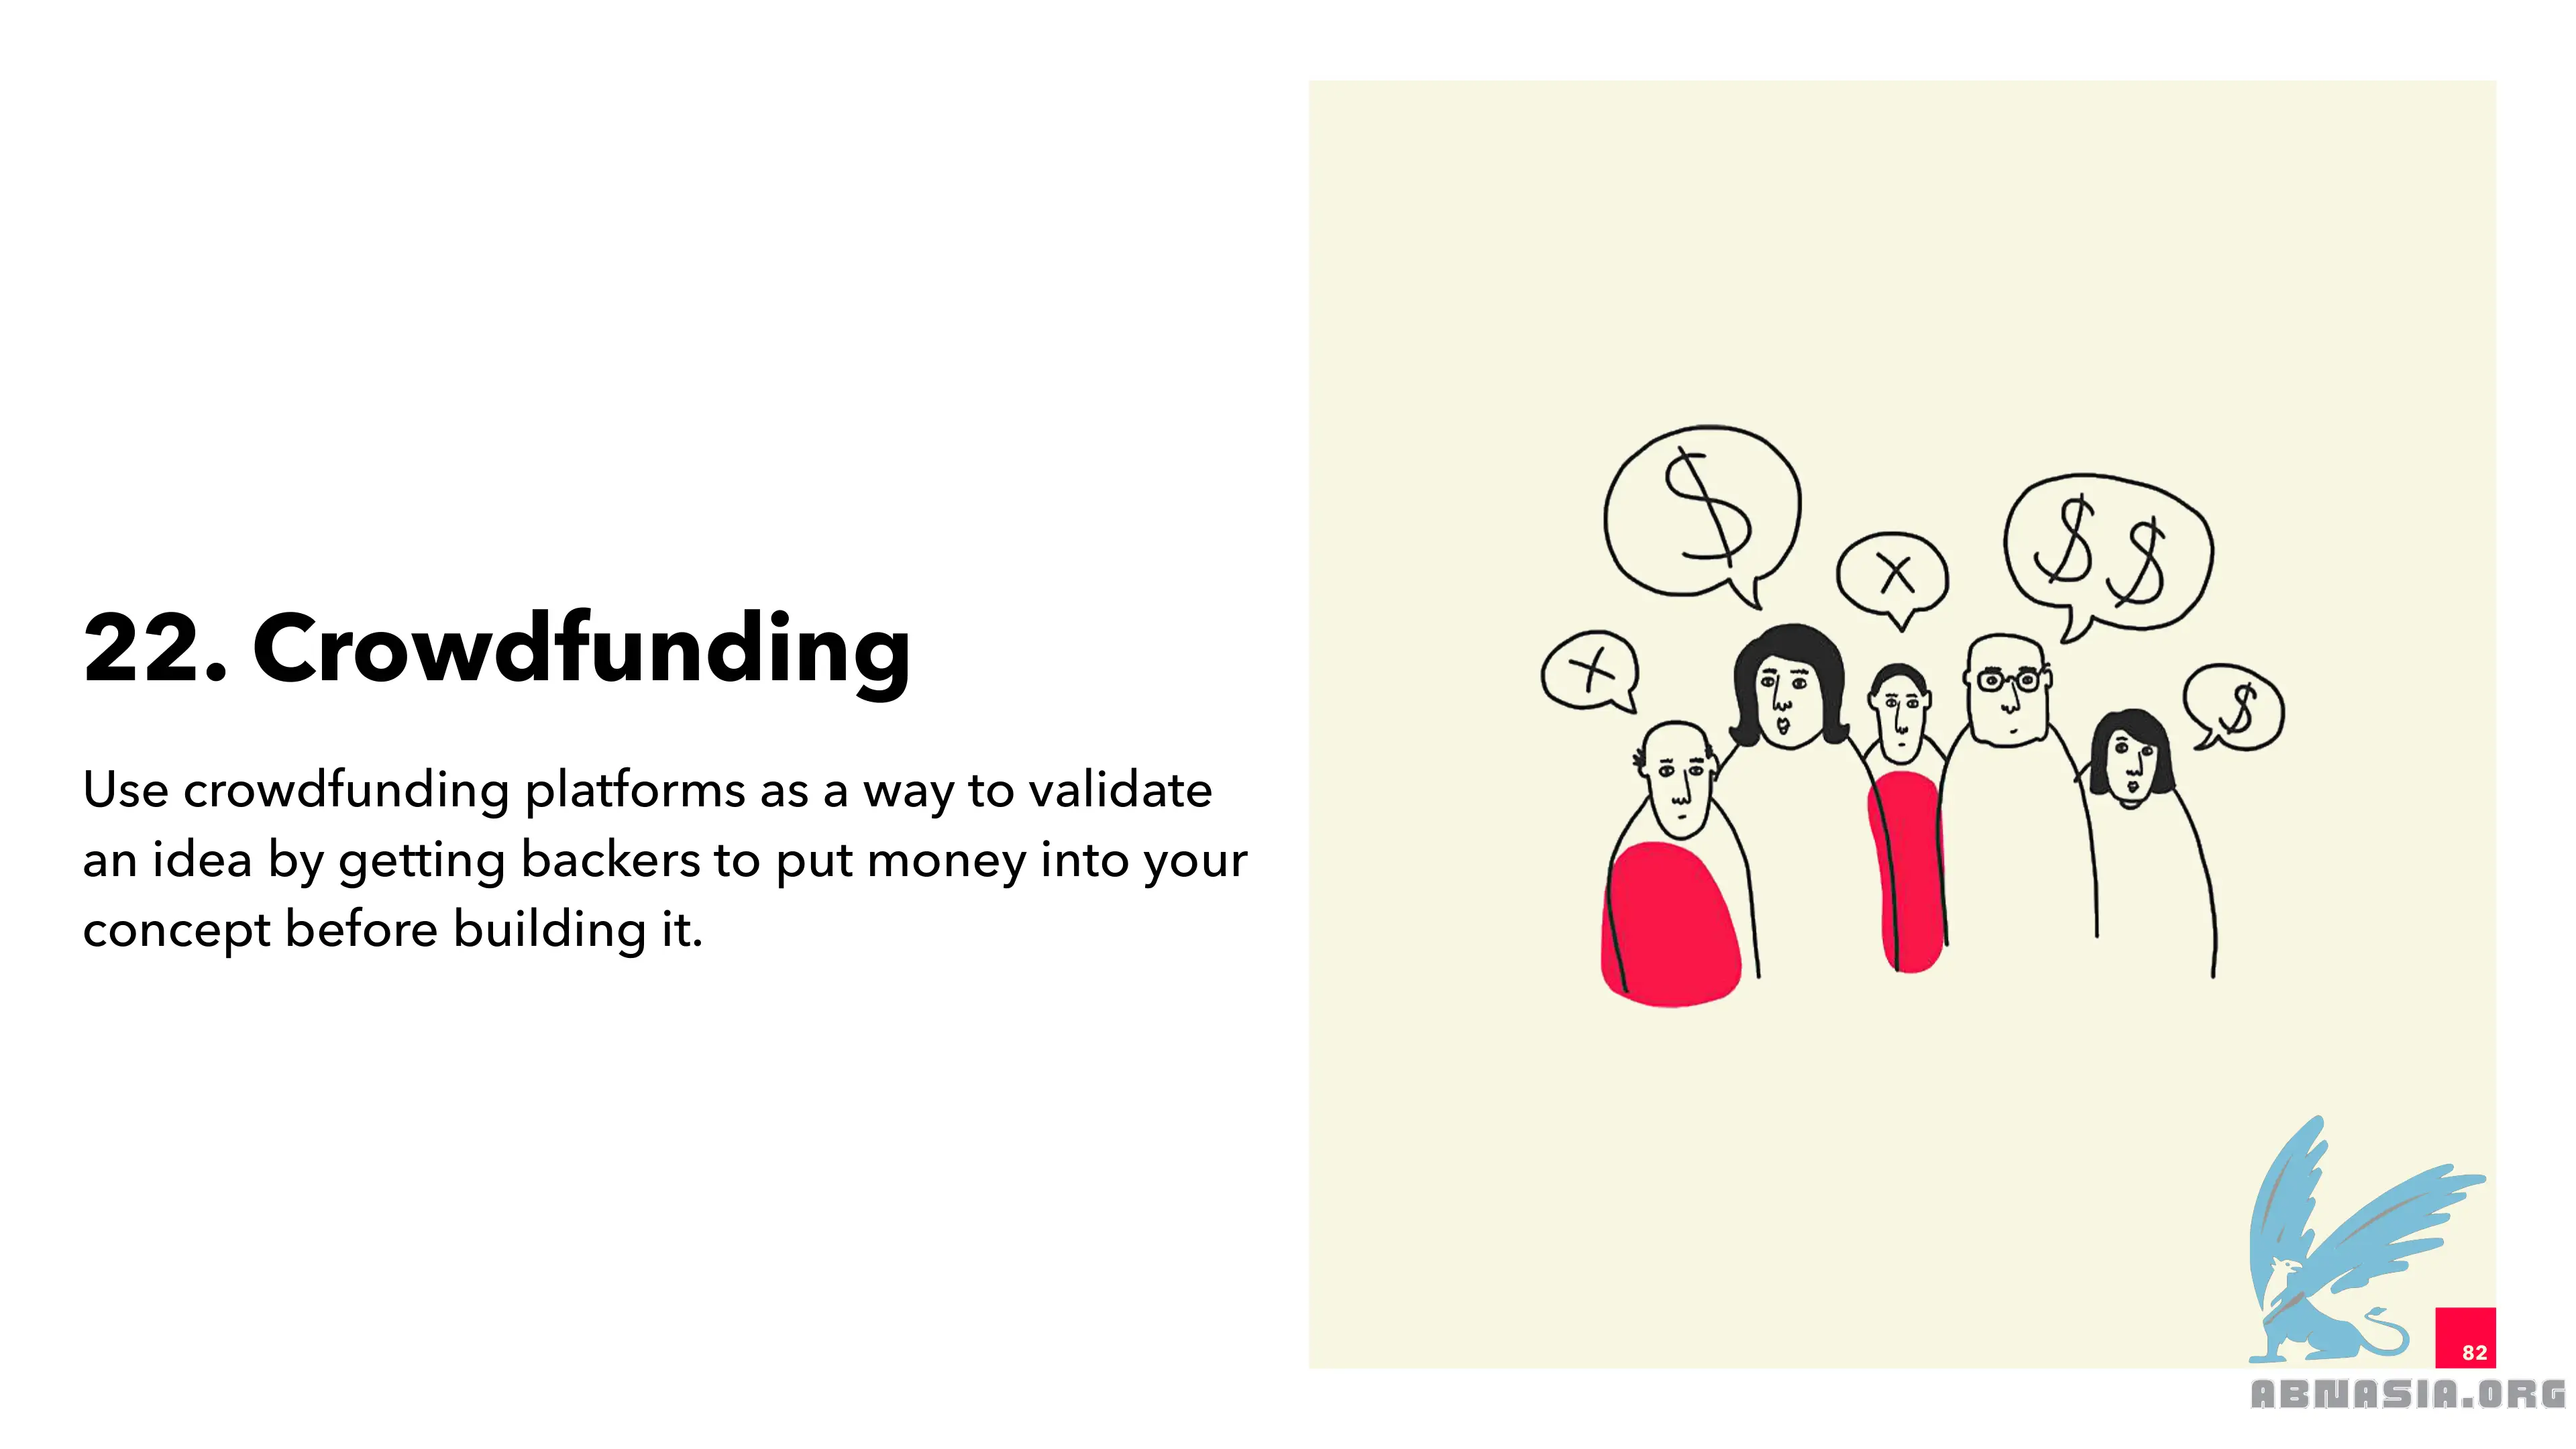 22. Crowdfunding
Use crowdfunding platforms as a way to validate
an idea by getting backers to put money into your
concept before building it.
$
X
$ $
X
$
82
ABNASIA.ORG